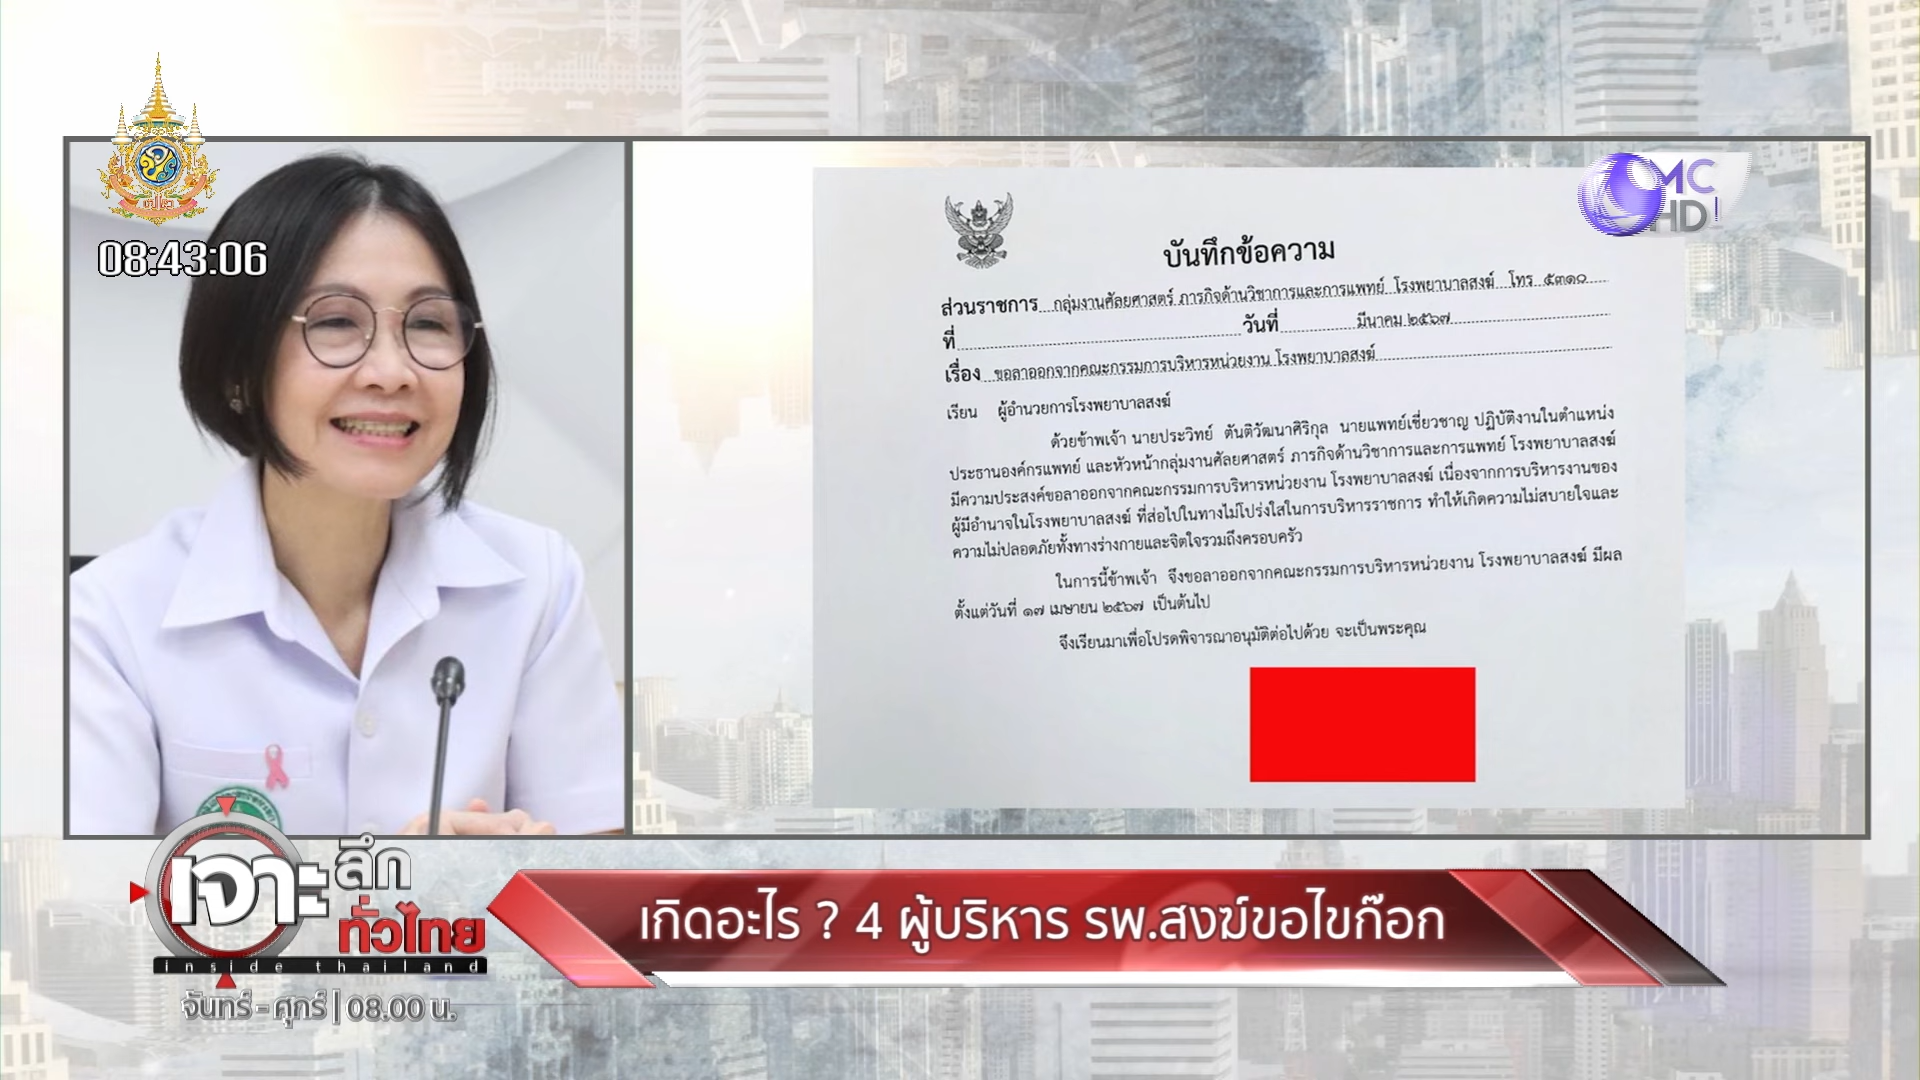 08:43:06
MC
HD
บันทึกข้อความ
ส่วนราชการ กลุ่มงานศัลยศาสตร์ ภารกิจด้านวิชาการและการแพทย์ โรงพยาบาลสงฆ์ โทร ๕๓๑๐
ที่ วันที่ มีนาคม ๒๕๖๗
เรื่อง ขอลาออกจากคณะกรรมการบริหารหน่วยงาน โรงพยาบาลสงฆ์
เรียน ผู้อำนวยการโรงพยาบาลสงฆ์
ด้วยข้าพเจ้า นายประวิทย์ ตันติวัฒนาศิริกุล นายแพทย์เชี่ยวชาญ ปฏิบัติงานในตำแหน่ง
ประธานองค์กรแพทย์ และหัวหน้ากลุ่มงานศัลยศาสตร์ ภารกิจด้านวิชาการและการแพทย์ โรงพยาบาลสงฆ์
มีความประสงค์ขอลาออกจากคณะกรรมการบริหารหน่วยงาน โรงพยาบาลสงฆ์ เนื่องจากการบริหารงานของ
ผู้มีอำนาจในโรงพยาบาลสงฆ์ ที่ส่อไปในทางไม่โปร่งใสในการบริหารราชการ ทำให้เกิดความไม่สบายใจและ
ความไม่ปลอดภัยทั้งทางร่างกายและจิตใจรวมถึงครอบครัว
ในการนี้ข้าพเจ้า จึงขอลาออกจากคณะกรรมการบริหารหน่วยงาน โรงพยาบาลสงฆ์ มีผล
ตั้งแต่วันที่ ๑๗ เมษายน ๒๕๖๗ เป็นต้นไป
จึงเรียนมาเพื่อโปรดพิจารณาอนุมัติต่อไปด้วย จะเป็นพระคุณ
เจาะลึก
ทั่วไทย
inside thailand
จันทร์ - ศุกร์ | 08.00 น.
เกิดอะไร ? 4 ผู้บริหาร รพ.สงฆ์ขอไขก๊อก